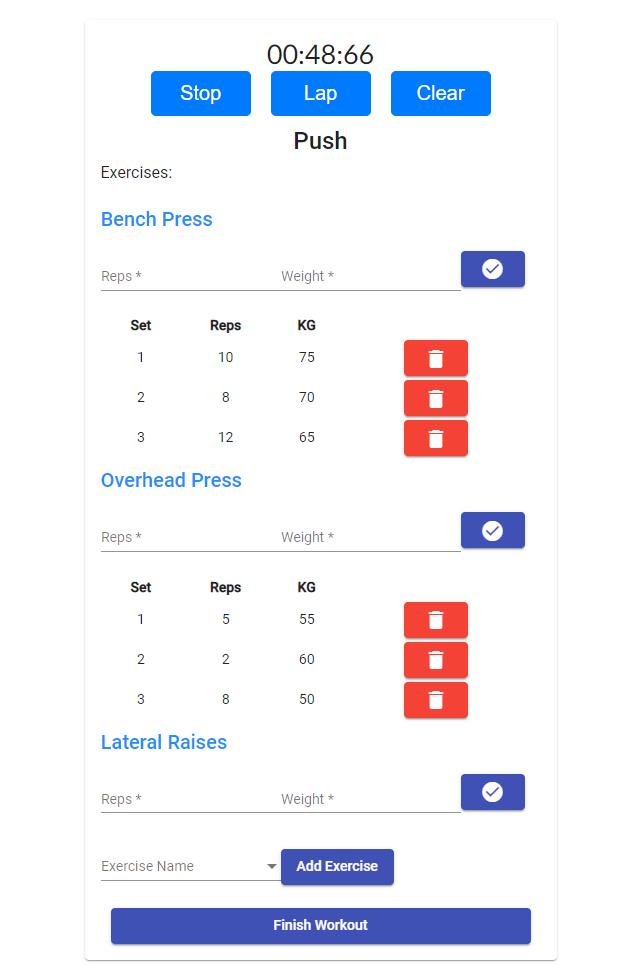 00:48:66
Stop Lap Clear
Push
Exercises:
Bench Press
Reps * Weight *
Set Reps KG
1 10 75
2 8 70
3 12 65
Overhead Press
Reps * Weight *
Set Reps KG
1 5 55
2 2 60
3 8 50
Lateral Raises
Reps * Weight *
Exercise Name Add Exercise
Finish Workout